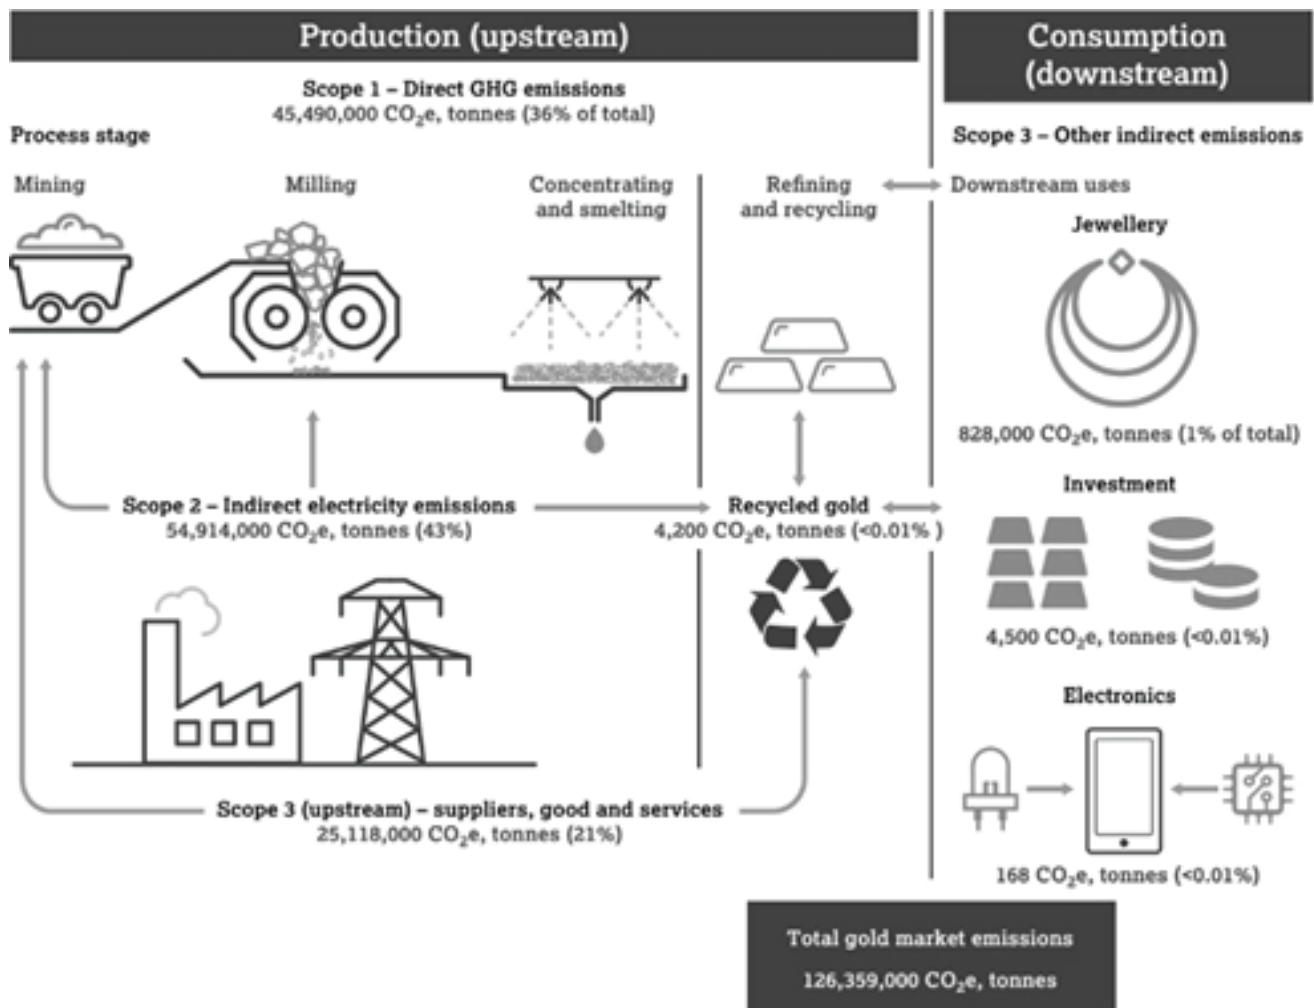 Production (upstream)
Scope 1 – Direct GHG emissions
45,490,000 CO₂e, tonnes (36% of total)
Process stage
Mining
Milling
Concentrating
and smelting
Refining
and recycling
Scope 2 – Indirect electricity emissions
54,914,000 CO₂e, tonnes (43%)
Recycled gold
4,200 CO₂e, tonnes (<0.01% )
Scope 3 (upstream) – suppliers, good and services
25,118,000 CO₂e, tonnes (21%)
Consumption
(downstream)
Scope 3 – Other indirect emissions
Downstream uses
Jewellery
828,000 CO₂e, tonnes (1% of total)
Investment
4,500 CO₂e, tonnes (<0.01%)
Electronics
168 CO₂e, tonnes (<0.01%)
Total gold market emissions
126,359,000 CO₂e, tonnes